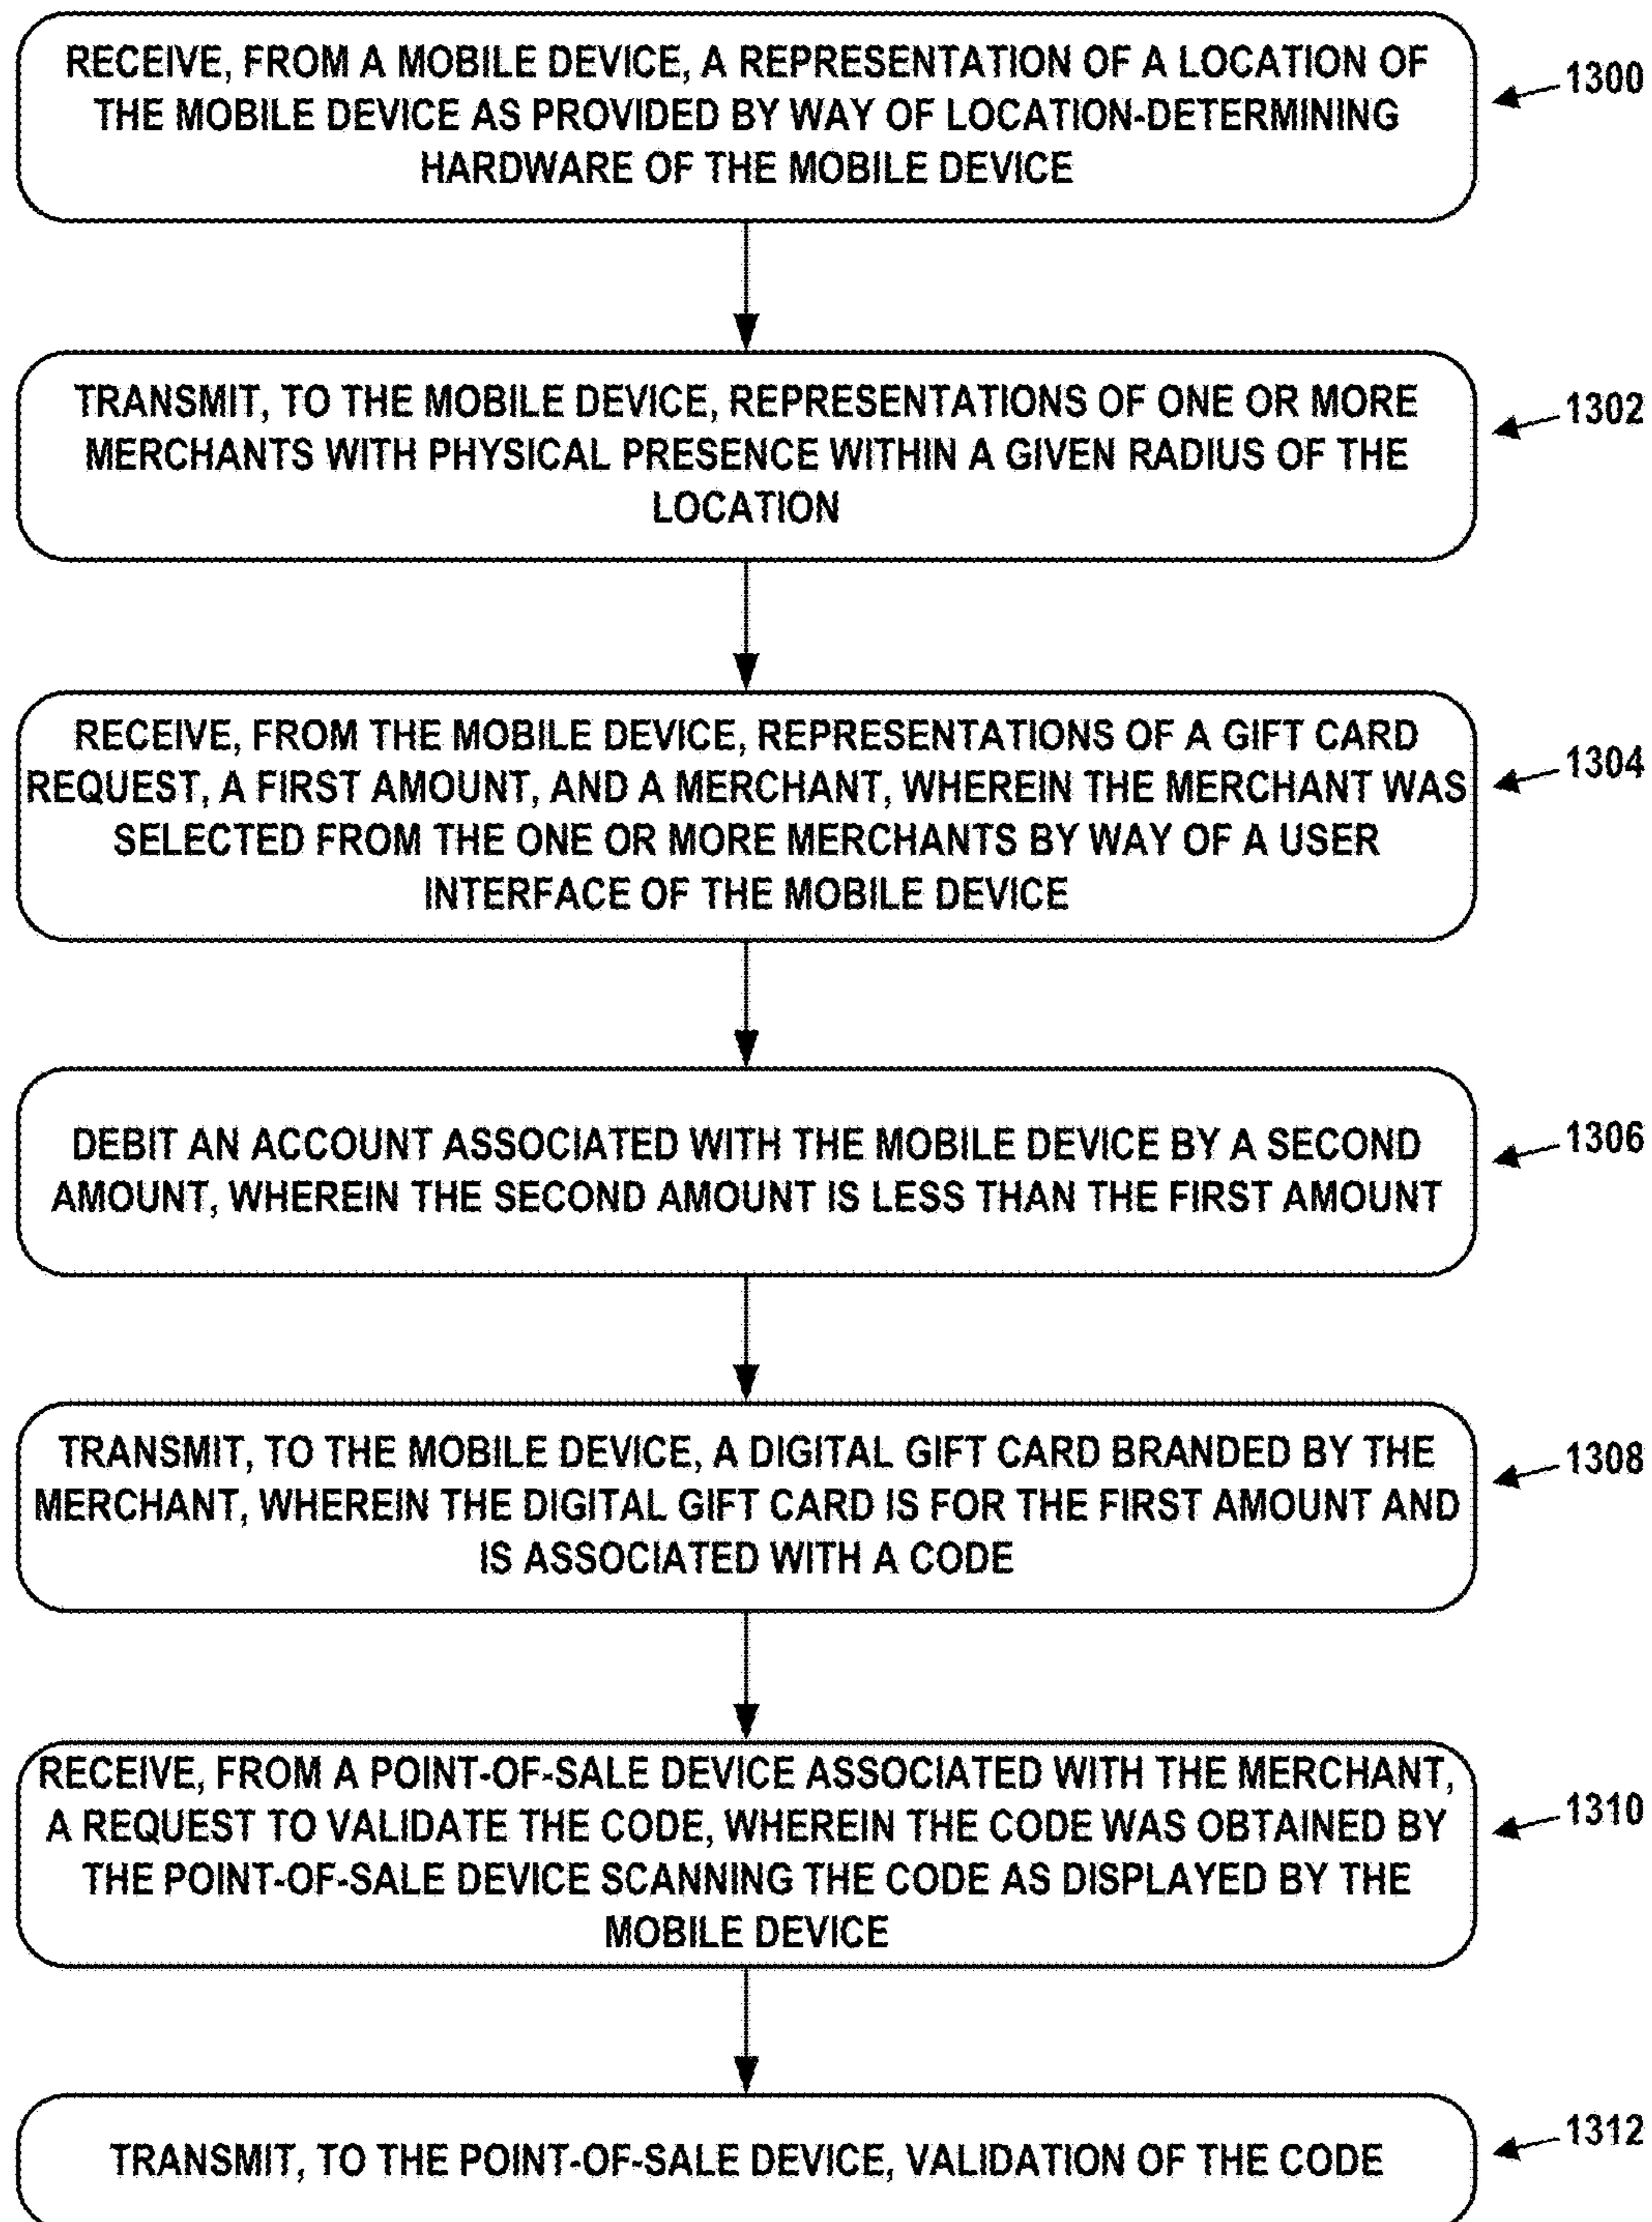 RECEIVE, FROM A MOBILE DEVICE, A REPRESENTATION OF A LOCATION OF
THE MOBILE DEVICE AS PROVIDED BY WAY OF LOCATION-DETERMINING
HARDWARE OF THE MOBILE DEVICE
1300
TRANSMIT, TO THE MOBILE DEVICE, REPRESENTATIONS OF ONE OR MORE
MERCHANTS WITH PHYSICAL PRESENCE WITHIN A GIVEN RADIUS OF THE
LOCATION
1302
RECEIVE, FROM THE MOBILE DEVICE, REPRESENTATIONS OF A GIFT CARD
REQUEST, A FIRST AMOUNT, AND A MERCHANT, WHEREIN THE MERCHANT WAS
SELECTED FROM THE ONE OR MORE MERCHANTS BY WAY OF A USER
INTERFACE OF THE MOBILE DEVICE
1304
DEBIT AN ACCOUNT ASSOCIATED WITH THE MOBILE DEVICE BY A SECOND
AMOUNT, WHEREIN THE SECOND AMOUNT IS LESS THAN THE FIRST AMOUNT
1306
TRANSMIT, TO THE MOBILE DEVICE, A DIGITAL GIFT CARD BRANDED BY THE
MERCHANT, WHEREIN THE DIGITAL GIFT CARD IS FOR THE FIRST AMOUNT AND
IS ASSOCIATED WITH A CODE
1308
RECEIVE, FROM A POINT-OF-SALE DEVICE ASSOCIATED WITH THE MERCHANT,
A REQUEST TO VALIDATE THE CODE, WHEREIN THE CODE WAS OBTAINED BY
THE POINT-OF-SALE DEVICE SCANNING THE CODE AS DISPLAYED BY THE
MOBILE DEVICE
1310
TRANSMIT, TO THE POINT-OF-SALE DEVICE, VALIDATION OF THE CODE
1312